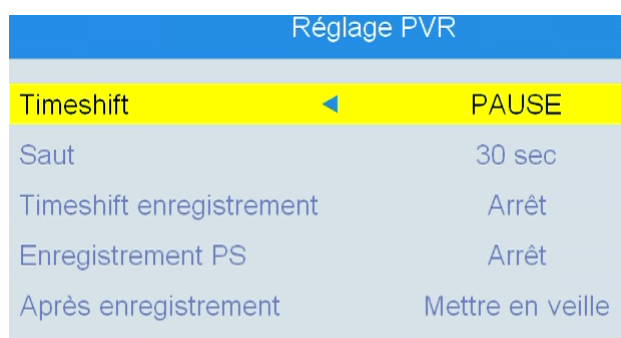 Réglage PVR
Timeshift PAUSE
Saut 30 sec
Timeshift enregistrement Arrêt
Enregistrement PS Arrêt
Après enregistrement Mettre en veille